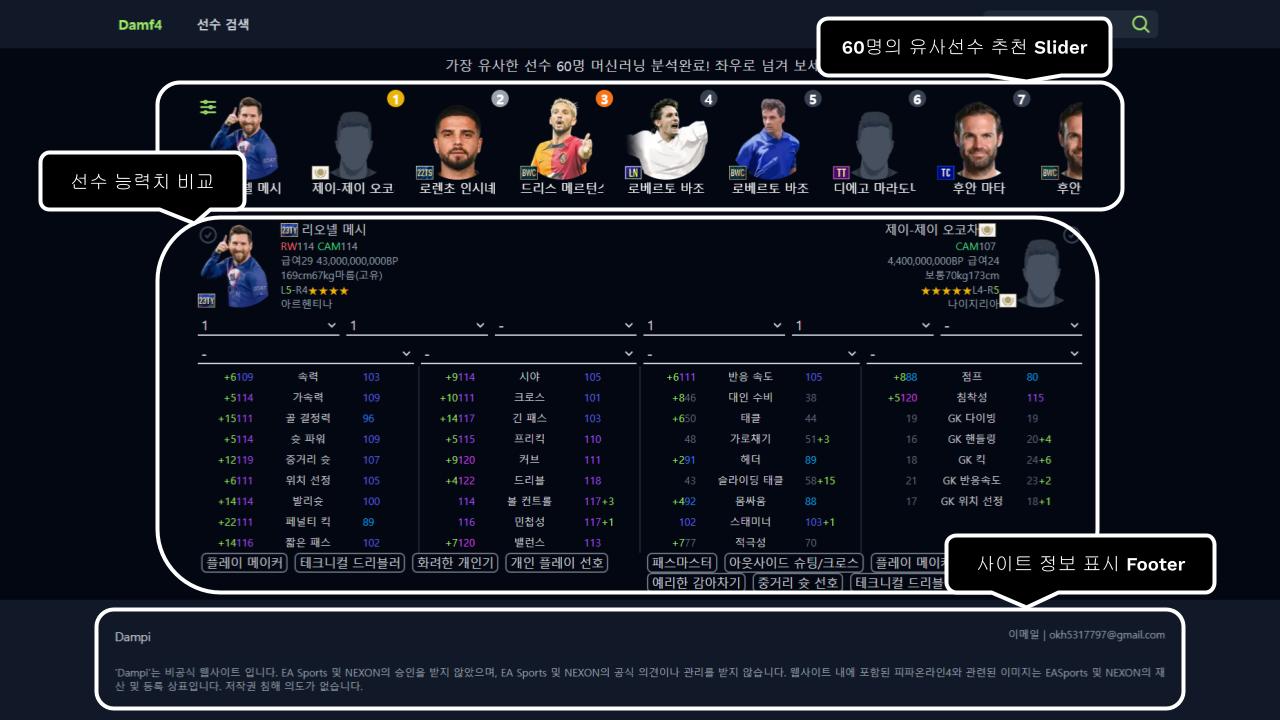 Damf4 선수 검색
60명의 유사선수 추천 Slider
가장 유사한 선수 60명 머신러닝 분석완료! 좌우로 넘겨 보세
1 2 3 4 5 6 7
22TS BWC LN TT TC BWC
선수 능력치 비교
메시 제이-제이 오코 로렌초 인시녜 드리스 메르턴스 로베르토 바조 로베르토 바조 디에고 마라도나 후안 마타 후안
23TY 리오넬 메시
RW114 CAM114
급여29 43,000,000,000BP
169cm67kg마름(고유)
L5-R4★★★★
아르헨티나
23TY
제이-제이 오코차
CAM107
4,400,000,000BP 급여24
보통70kg173cm
★★★★★L4-R5
나이지리아
1 1 - 1 1 -
- - - -
+6109 속력 103
+5114 가속력 109
+15111 골 결정력 96
+5114 슛 파워 109
+12119 중거리 슛 107
+6111 위치 선정 105
+14114 발리슛 100
+22111 페널티 킥 89
+14116 짧은 패스 102
+9114 시야 105
+10111 크로스 101
+14117 긴 패스 103
+5115 프리킥 110
+9120 커브 111
+4122 드리블 118
114 볼 컨트롤 117+3
116 민첩성 117+1
+7120 밸런스 113
+6111 반응 속도 105
+846 대인 수비 38
+650 태클 44
48 가로채기 51+3
+291 헤더 89
43 슬라이딩 태클 58+15
+492 몸싸움 88
102 스태미너 103+1
+777 적극성 70
+888 점프 80
+5120 침착성 115
19 GK 다이빙 19
16 GK 핸들링 20+4
18 GK 킥 24+6
21 GK 반응속도 23+2
17 GK 위치 선정 18+1
플레이 메이커 테크니컬 드리블러 화려한 개인기 개인 플레이 선호
패스마스터 아웃사이드 슈팅/크로스 플레이 메이커
예리한 감아차기 중거리 슛 선호 테크니컬 드리블
사이트 정보 표시 Footer
Dampi
이메일 | okh5317797@gmail.com
'Dampi'는 비공식 웹사이트 입니다. EA Sports 및 NEXON의 승인을 받지 않았으며, EA Sports 및 NEXON의 공식 의견이나 관리를 받지 않습니다. 웹사이트 내에 포함된 피파온라인4와 관련된 이미지는 EASports 및 NEXON의 재
산 및 등록 상표입니다. 저작권 침해 의도가 없습니다.